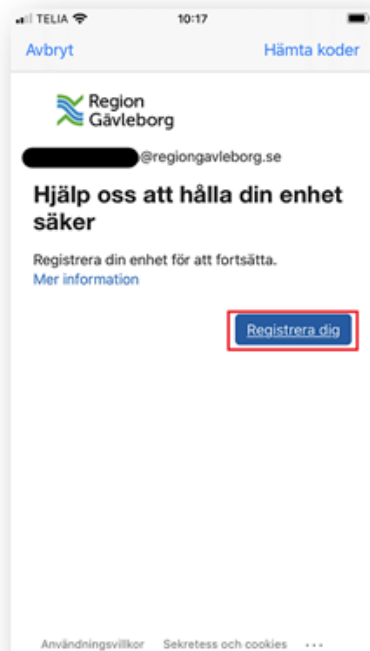 TELIA 10:17
Avbryt Hämta koder
Region
Gävleborg
@regiongavleborg.se
Hjälp oss att hålla din enhet
säker
Registrera din enhet för att fortsätta.
Mer information
Registrera dig
Användningsvillkor Sekretess och cookies ...